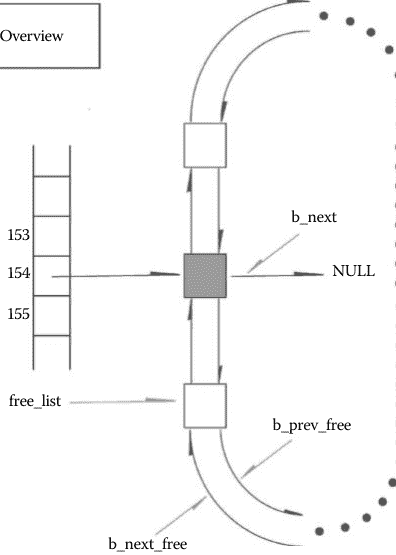 Overview
b_next
153
154
NULL
155
free_list
b_prev_free
b_next_free